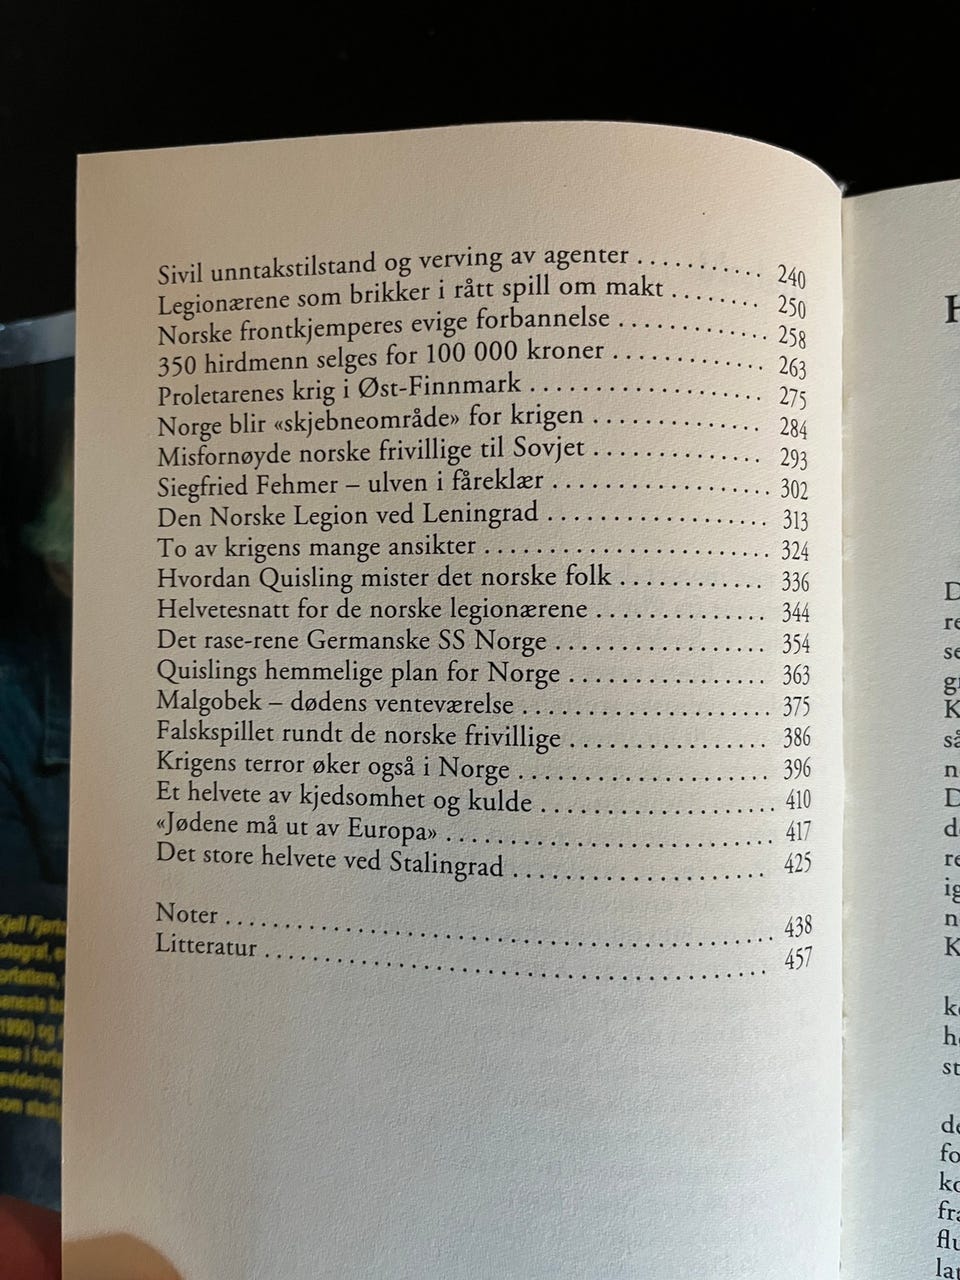 Sivil unntakstilstand og verving av agenter . . . . . . . . . . . 240
Legionærene som brikker i rått spill om makt . . . . . . . . 250
Norske frontkjemperes evige forbannelse . . . . . . . . . . . . . 258
350 hirdmenn selges for 100 000 kroner . . . . . . . . . . . . . 263
Proletarenes krig i Øst-Finnmark . . . . . . . . . . . . . . . . . . . . 275
Norge blir «skjebneområde» for krigen . . . . . . . . . . . . . . . 284
Misfornøyde norske frivillige til Sovjet . . . . . . . . . . . . . . . 293
Siegfried Fehmer – ulven i fåreklær . . . . . . . . . . . . . . . . . . . 302
Den Norske Legion ved Leningrad . . . . . . . . . . . . . . . . . . . 313
To av krigens mange ansikter . . . . . . . . . . . . . . . . . . . . . . . . 324
Hvordan Quisling mister det norske folk . . . . . . . . . . . . . 336
Helvetesnatt for de norske legionærene . . . . . . . . . . . . . . . 344
Det rase-rene Germanske SS Norge . . . . . . . . . . . . . . . . . . 354
Quislings hemmelige plan for Norge . . . . . . . . . . . . . . . . . 363
Malgobek – dødens venteværelse . . . . . . . . . . . . . . . . . . . . . 375
Falskspillet rundt de norske frivillige . . . . . . . . . . . . . . . . . 386
Krigens terror øker også i Norge . . . . . . . . . . . . . . . . . . . . . 396
Et helvete av kjedsomhet og kulde . . . . . . . . . . . . . . . . . . . . 410
«Jødene må ut av Europa» . . . . . . . . . . . . . . . . . . . . . . . . . . . 417
Det store helvete ved Stalingrad . . . . . . . . . . . . . . . . . . . . . 425
Noter . . . . . . . . . . . . . . . . . . . . . . . . . . . . . . . . . . . . . . . . . . . . 438
Litteratur . . . . . . . . . . . . . . . . . . . . . . . . . . . . . . . . . . . . . . . . 457
Kjell
(1990) og